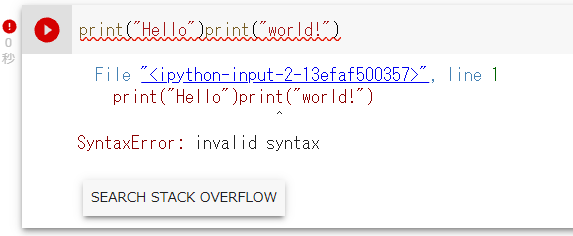 print("Hello")print("world!")
0
秒
File "<ipython-input-2-13efaf500357>", line 1
print("Hello")print("world!")
^
SyntaxError: invalid syntax
SEARCH STACK OVERFLOW